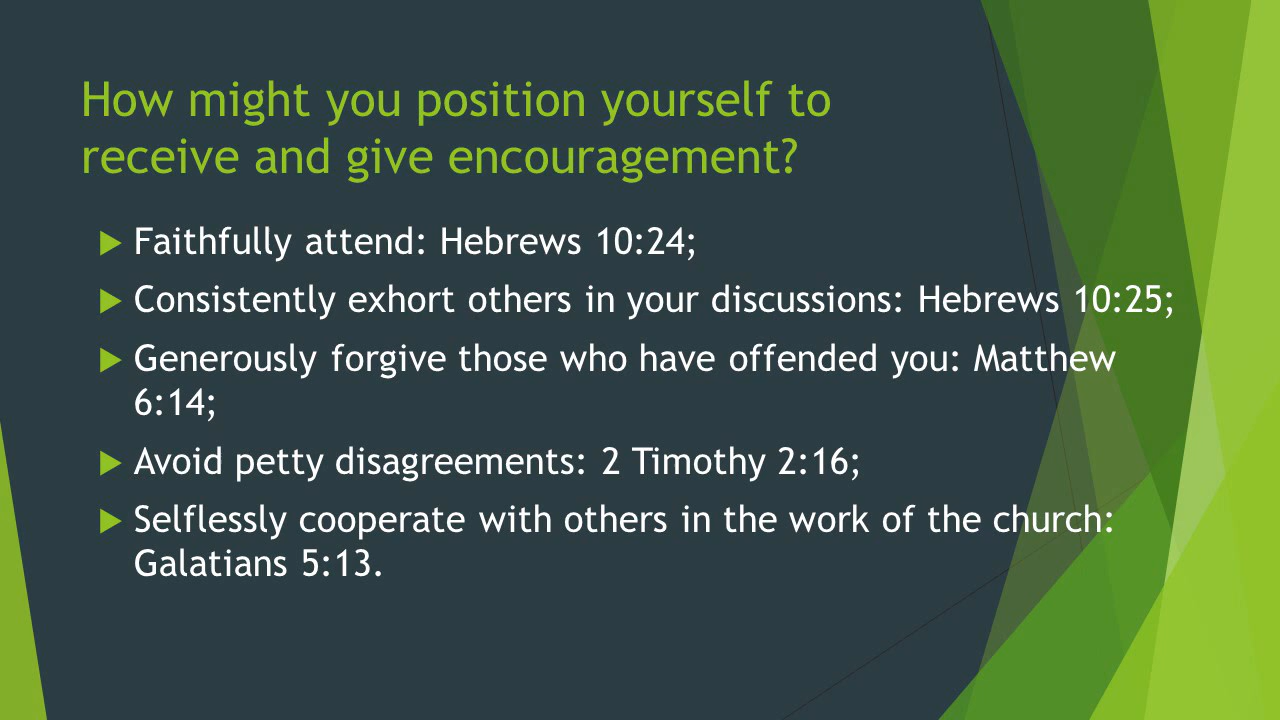 How might you position yourself to
receive and give encouragement?
Faithfully attend: Hebrews 10:24;
Consistently exhort others in your discussions: Hebrews 10:25;
Generously forgive those who have offended you: Matthew
6:14;
Avoid petty disagreements: 2 Timothy 2:16;
Selflessly cooperate with others in the work of the church:
Galatians 5:13.